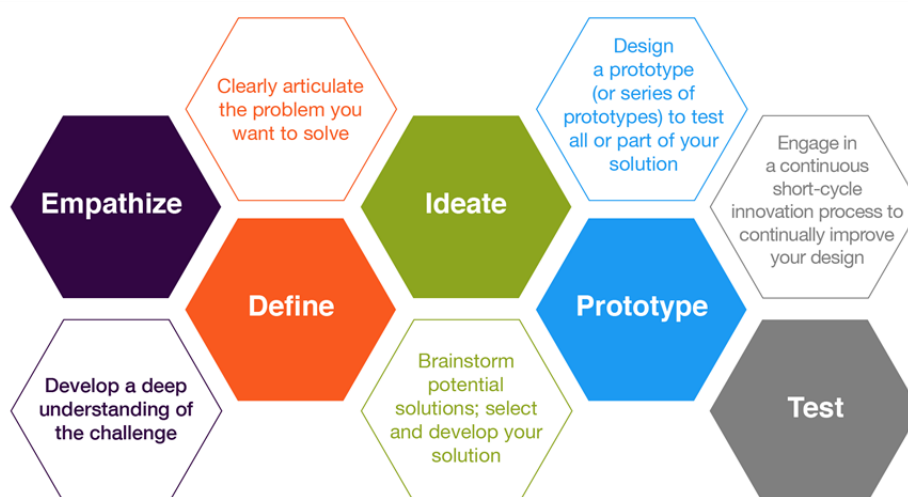 Empathize
Develop a deep
understanding of
the challenge
Clearly articulate
the problem you
want to solve
Define
Ideate
Brainstorm
potential
solutions; select
and develop your
solution
Design
a prototype
(or series of
prototypes) to test
all or part of your
solution
Prototype
Engage in
a continuous
short-cycle
innovation process to
continually improve
your design
Test